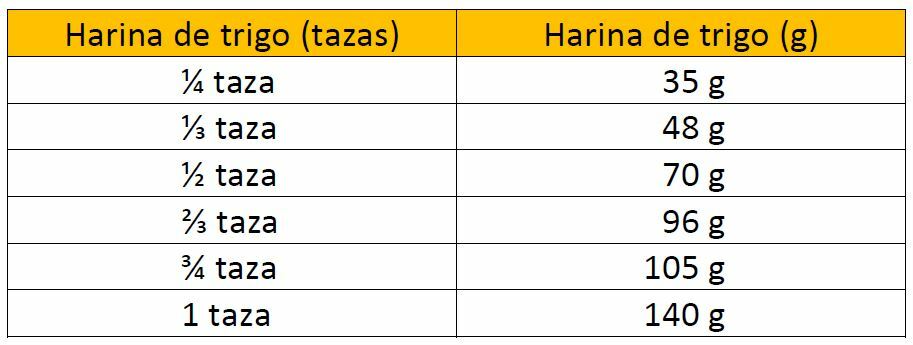 Harina de trigo (tazas) Harina de trigo (g)
¼ taza 35 g
⅓ taza 48 g
½ taza 70 g
⅔ taza 96 g
¾ taza 105 g
1 taza 140 g